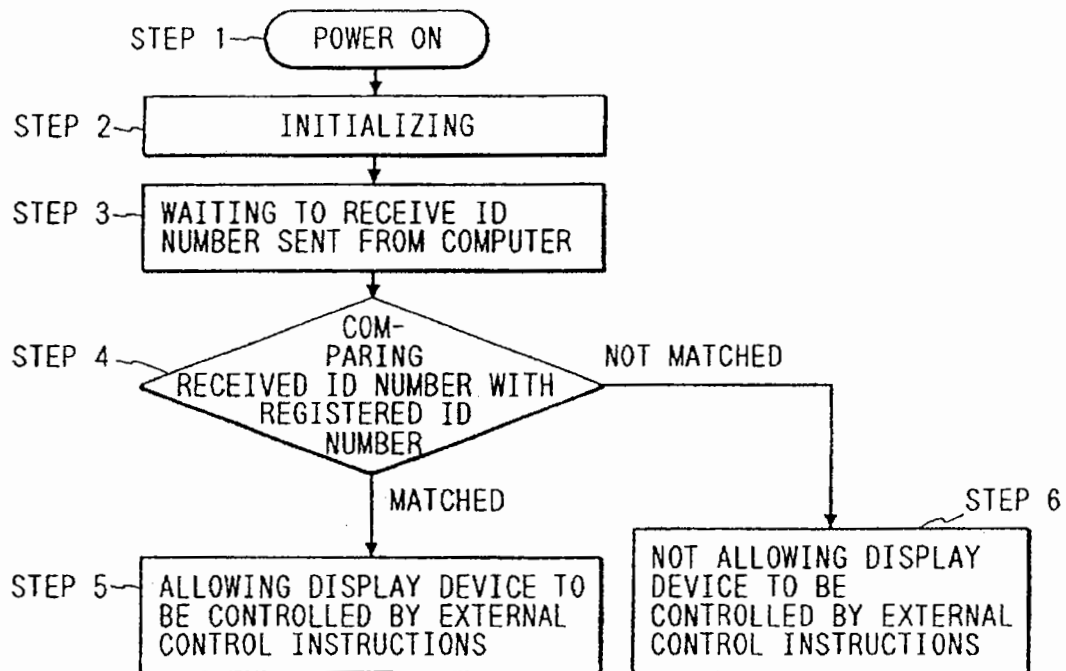 STEP 1
POWER ON
STEP 2
INITIALIZING
STEP 3
WAITING TO RECEIVE ID
NUMBER SENT FROM COMPUTER
STEP 4
COM-
PARING
RECEIVED ID NUMBER WITH
REGISTERED ID
NUMBER
NOT MATCHED
MATCHED
STEP 5
ALLOWING DISPLAY DEVICE TO
BE CONTROLLED BY EXTERNAL
CONTROL INSTRUCTIONS
STEP 6
NOT ALLOWING DISPLAY
DEVICE TO BE
CONTROLLED BY EXTERNAL
CONTROL INSTRUCTIONS